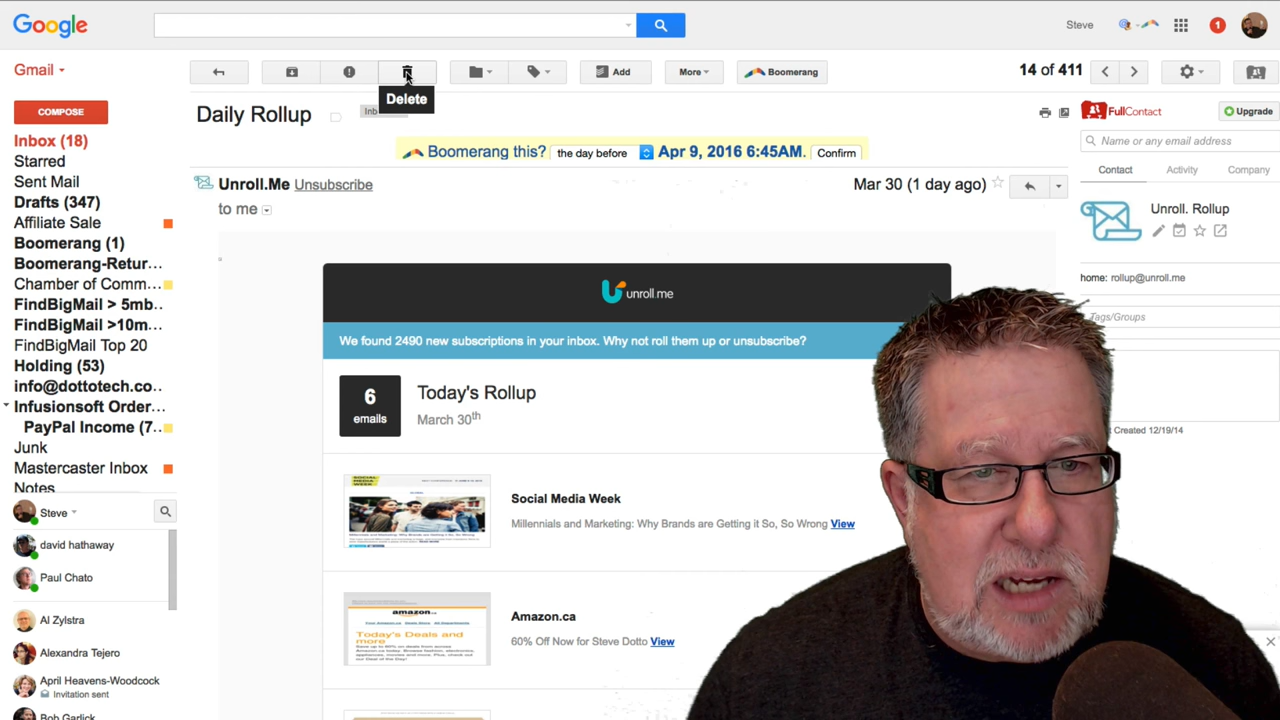 Google
Steve
1
Gmail
Add
More
Boomerang
14 of 411
Delete
COMPOSE
Daily Rollup
Inb
FullContact
Upgrade
Boomerang this? the day before Apr 9, 2016 6:45AM. Confirm
Name or any email address
Inbox (18)
Starred
Sent Mail
Drafts (347)
Affiliate Sale
Boomerang (1)
Boomerang-Retur...
Chamber of Comm...
FindBigMail > 5mb...
FindBigMail >10m...
FindBigMail Top 20
Holding (53)
info@dottotech.co...
Infusionsoft Order...
PayPal Income (7...
Junk
Mastercaster Inbox
Notes
Steve
david hathaway
Paul Chato
Al Zylstra
Alexandra Tejero
April Heavens-Woodcock
Invitation sent
Bob Garlick
Unroll.Me Unsubscribe
Mar 30 (1 day ago)
to me
unroll.me
We found 2490 new subscriptions in your inbox. Why not roll them up or unsubscribe?
6
emails
Today's Rollup
March 30th
Social Media Week
Millennials and Marketing: Why Brands are Getting it So, So Wrong View
amazon.ca
Today's Deals and
more
Amazon.ca
60% Off Now for Steve Dotto View
Contact
Activity
Company
Unroll. Rollup
home: rollup@unroll.me
Tags/Groups
Created 12/19/14